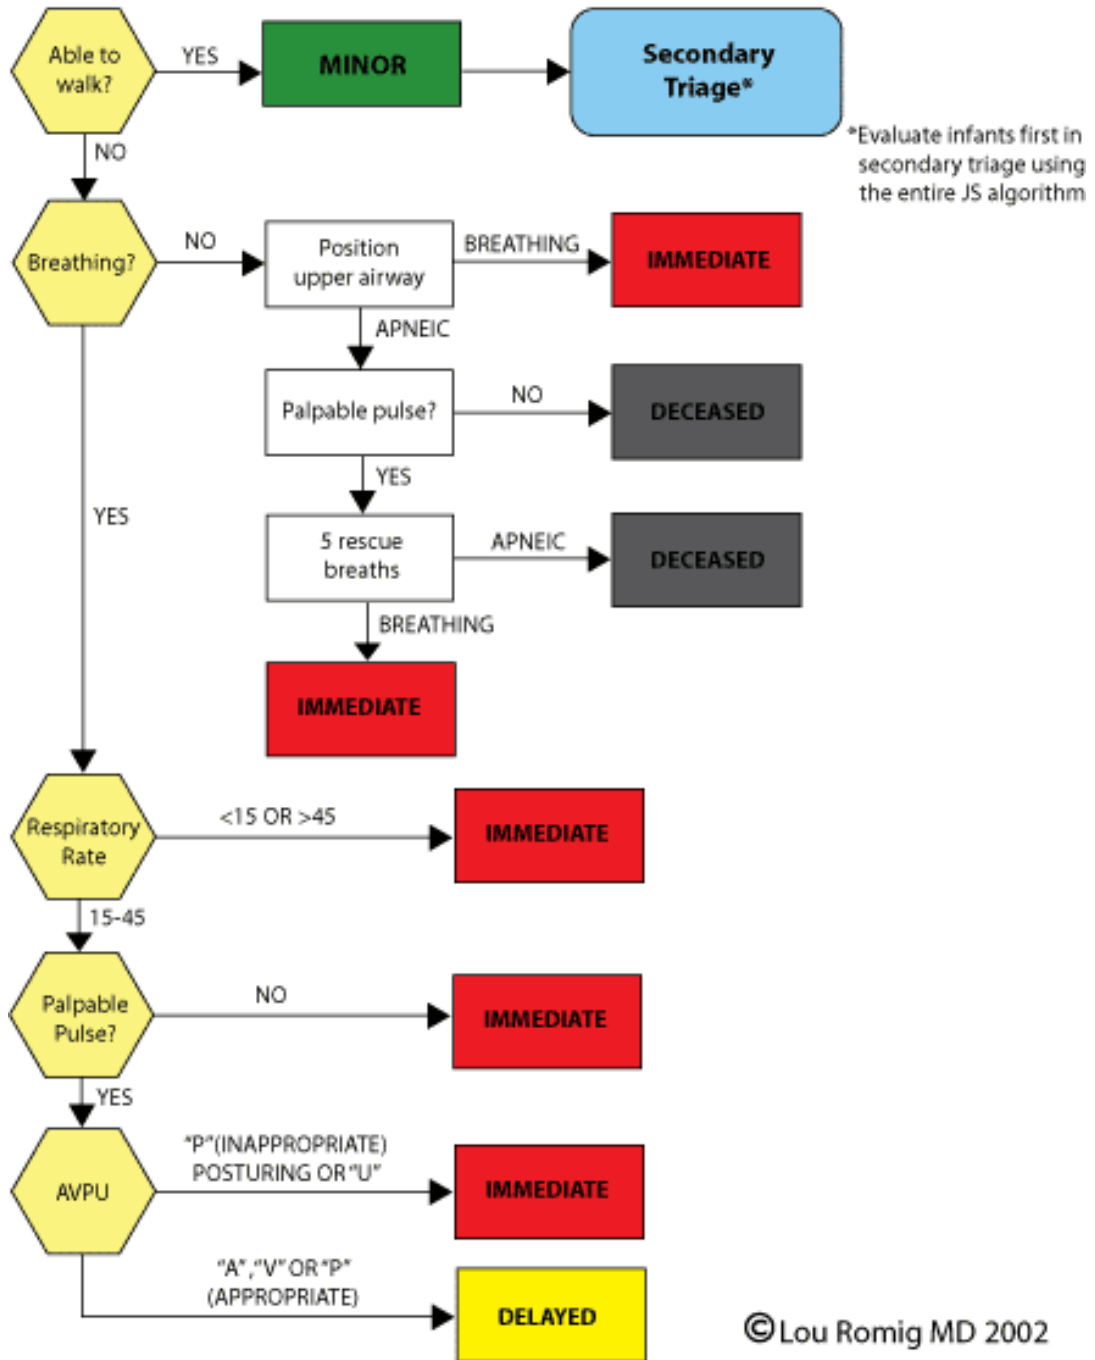 Able to
walk?
YES
MINOR
Secondary
Triage*
*Evaluate infants first in
secondary triage using
the entire JS algorithm
NO
Breathing?
NO
Position
upper airway
BREATHING
IMMEDIATE
APNEIC
Palpable pulse?
NO
DECEASED
YES
5 rescue
breaths
APNEIC
DECEASED
BREATHING
IMMEDIATE
YES
Respiratory
Rate
<15 OR >45
IMMEDIATE
15-45
Palpable
Pulse?
NO
IMMEDIATE
YES
AVPU
"P"(INAPPROPRIATE)
POSTURING OR "U"
IMMEDIATE
"A", "V" OR "P"
(APPROPRIATE)
DELAYED
©Lou Romig MD 2002